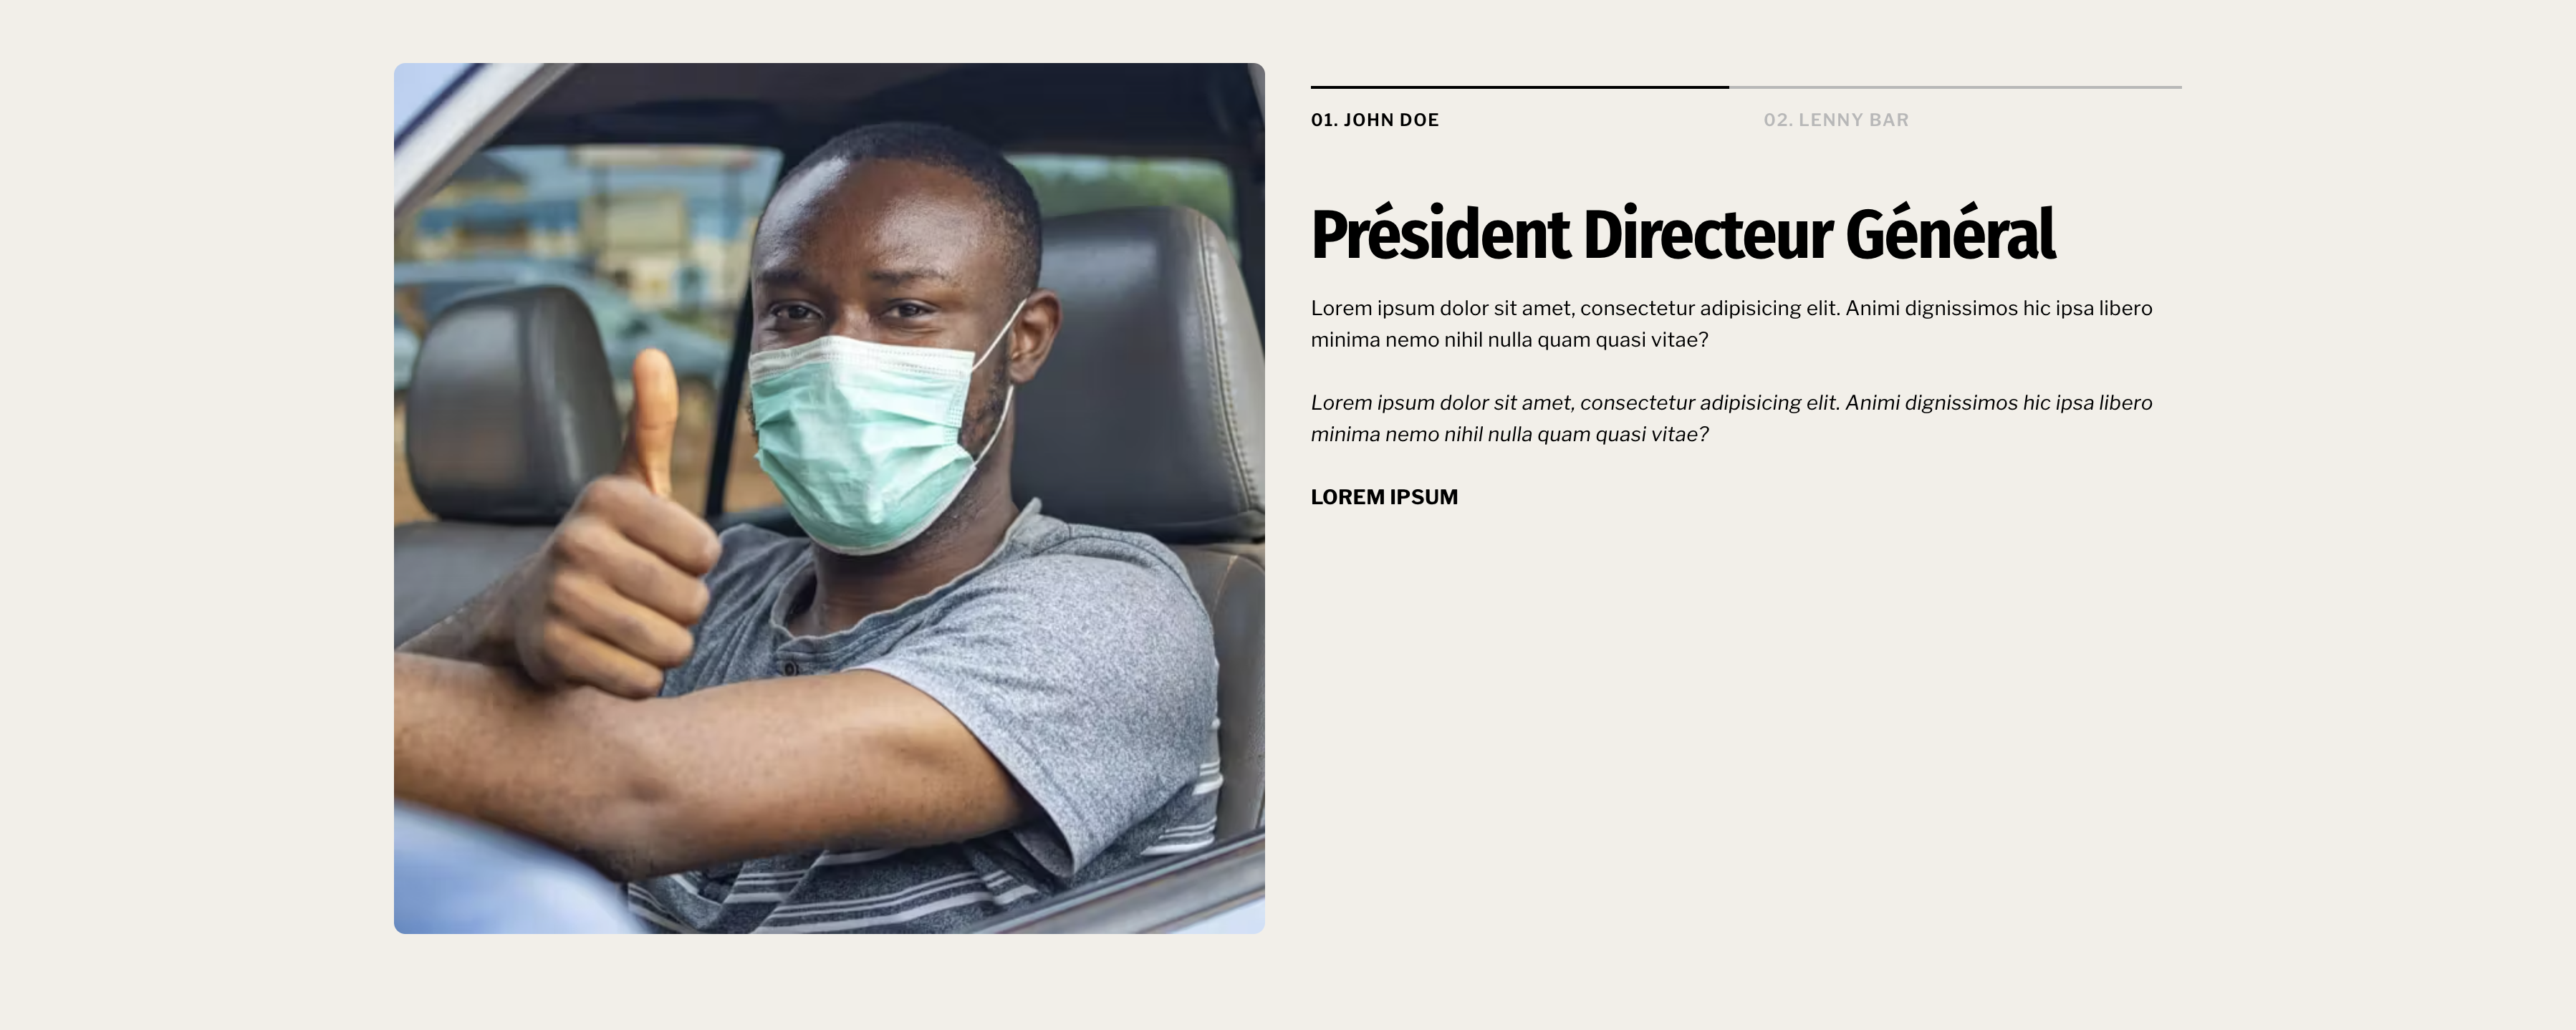 01. JOHN DOE
02. LENNY BAR
Président Directeur Général
Lorem ipsum dolor sit amet, consectetur adipisicing elit. Animi dignissimos hic ipsa libero
minima nemo nihil nulla quam quasi vitae?
Lorem ipsum dolor sit amet, consectetur adipisicing elit. Animi dignissimos hic ipsa libero
minima nemo nihil nulla quam quasi vitae?
LOREM IPSUM